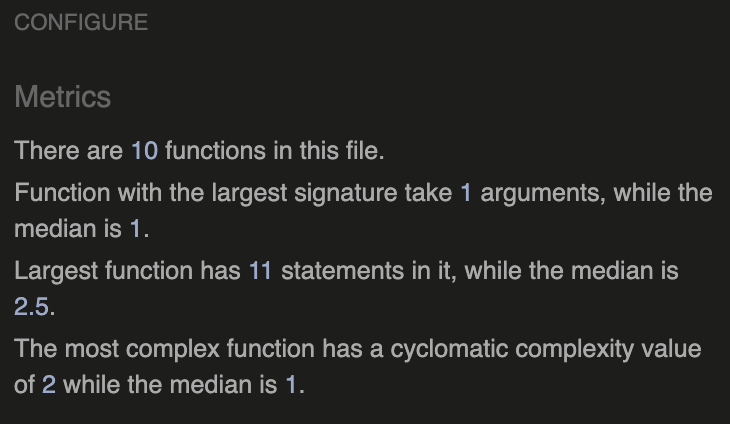 CONFIGURE
Metrics
There are 10 functions in this file.
Function with the largest signature take 1 arguments, while the
median is 1.
Largest function has 11 statements in it, while the median is
2.5.
The most complex function has a cyclomatic complexity value
of 2 while the median is 1.